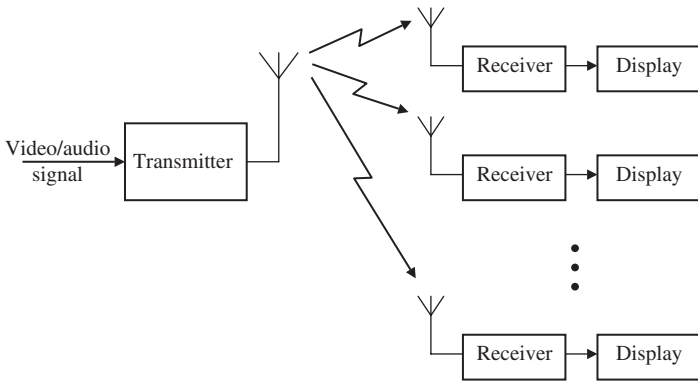 Receiver
Display
Video/audio
signal
Transmitter
Receiver
Display
Receiver
Display